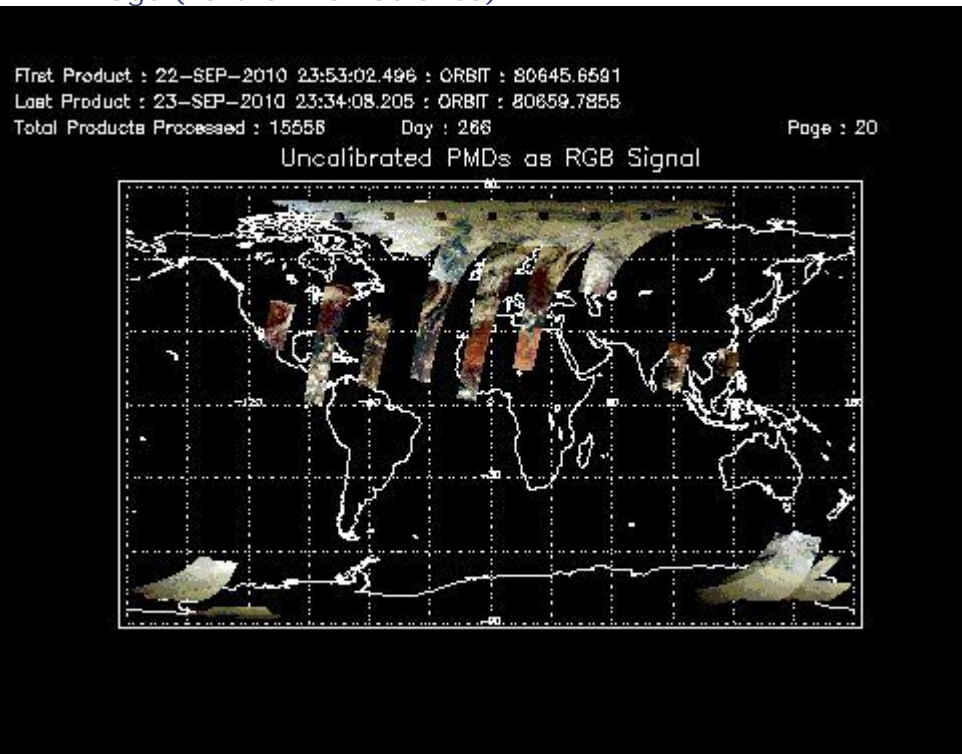 First Product : 22-SEP-2010 23:53:02.496 : ORBIT : 80645.6591
Last Product : 23-SEP-2010 23:34:08.205 : ORBIT : 80659.7855
Total Products Processed : 15556 Day : 266 Page : 20
Uncalibrated PMDs as RGB Signal